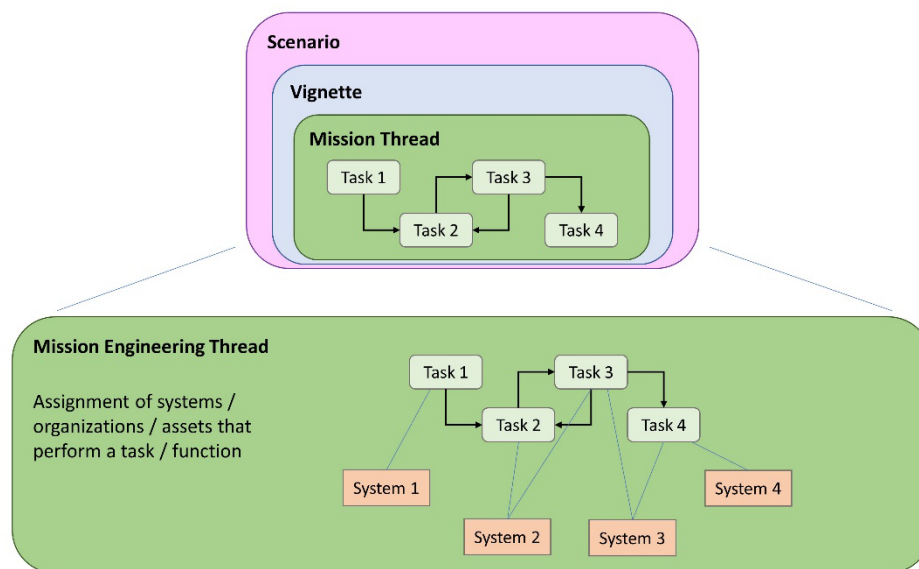 Scenario
Vignette
Mission Thread
Task 1
Task 3
Task 2
Task 4
Mission Engineering Thread
Assignment of systems /
organizations / assets that
perform a task / function
Task 1
Task 3
Task 2
Task 4
System 1
System 4
System 2
System 3